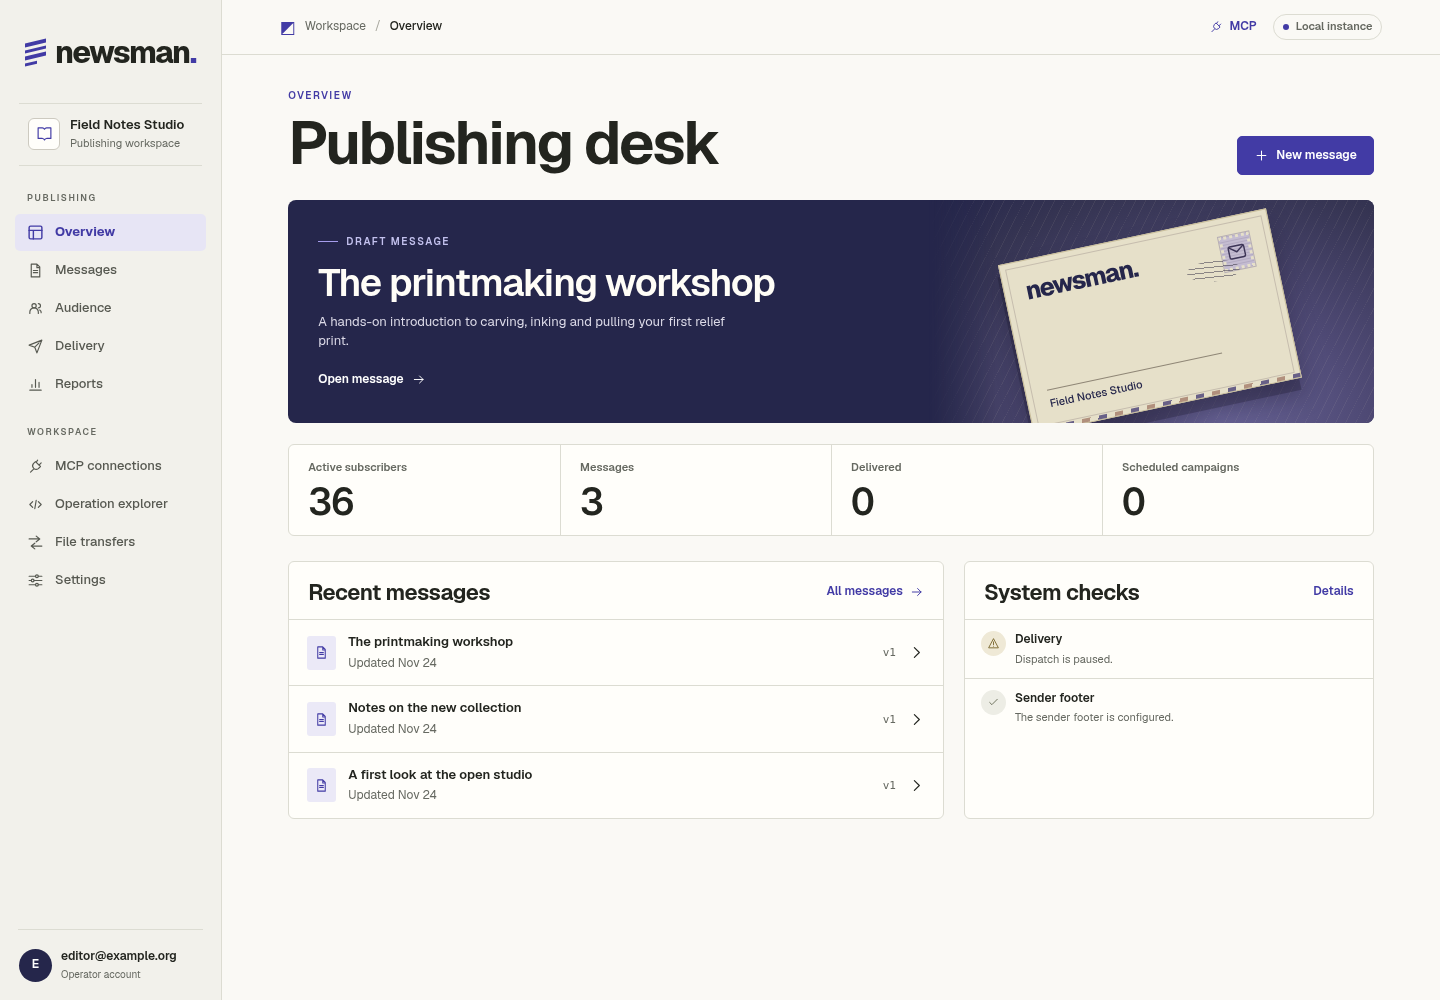 newsman.
Field Notes Studio
Publishing workspace
PUBLISHING
Overview
Messages
Audience
Delivery
Reports
WORKSPACE
MCP connections
Operation explorer
File transfers
Settings
E
editor@example.org
Operator account
Workspace / Overview
MCP
Local instance
OVERVIEW
Publishing desk
New message
DRAFT MESSAGE
The printmaking workshop
A hands-on introduction to carving, inking and pulling your first relief
print.
Open message
newsman.
Field Notes Studio
Active subscribers
36
Messages
3
Delivered
0
Scheduled campaigns
0
Recent messages
All messages
The printmaking workshop
Updated Nov 24
v1
Notes on the new collection
Updated Nov 24
v1
A first look at the open studio
Updated Nov 24
v1
System checks
Details
Delivery
Dispatch is paused.
Sender footer
The sender footer is configured.